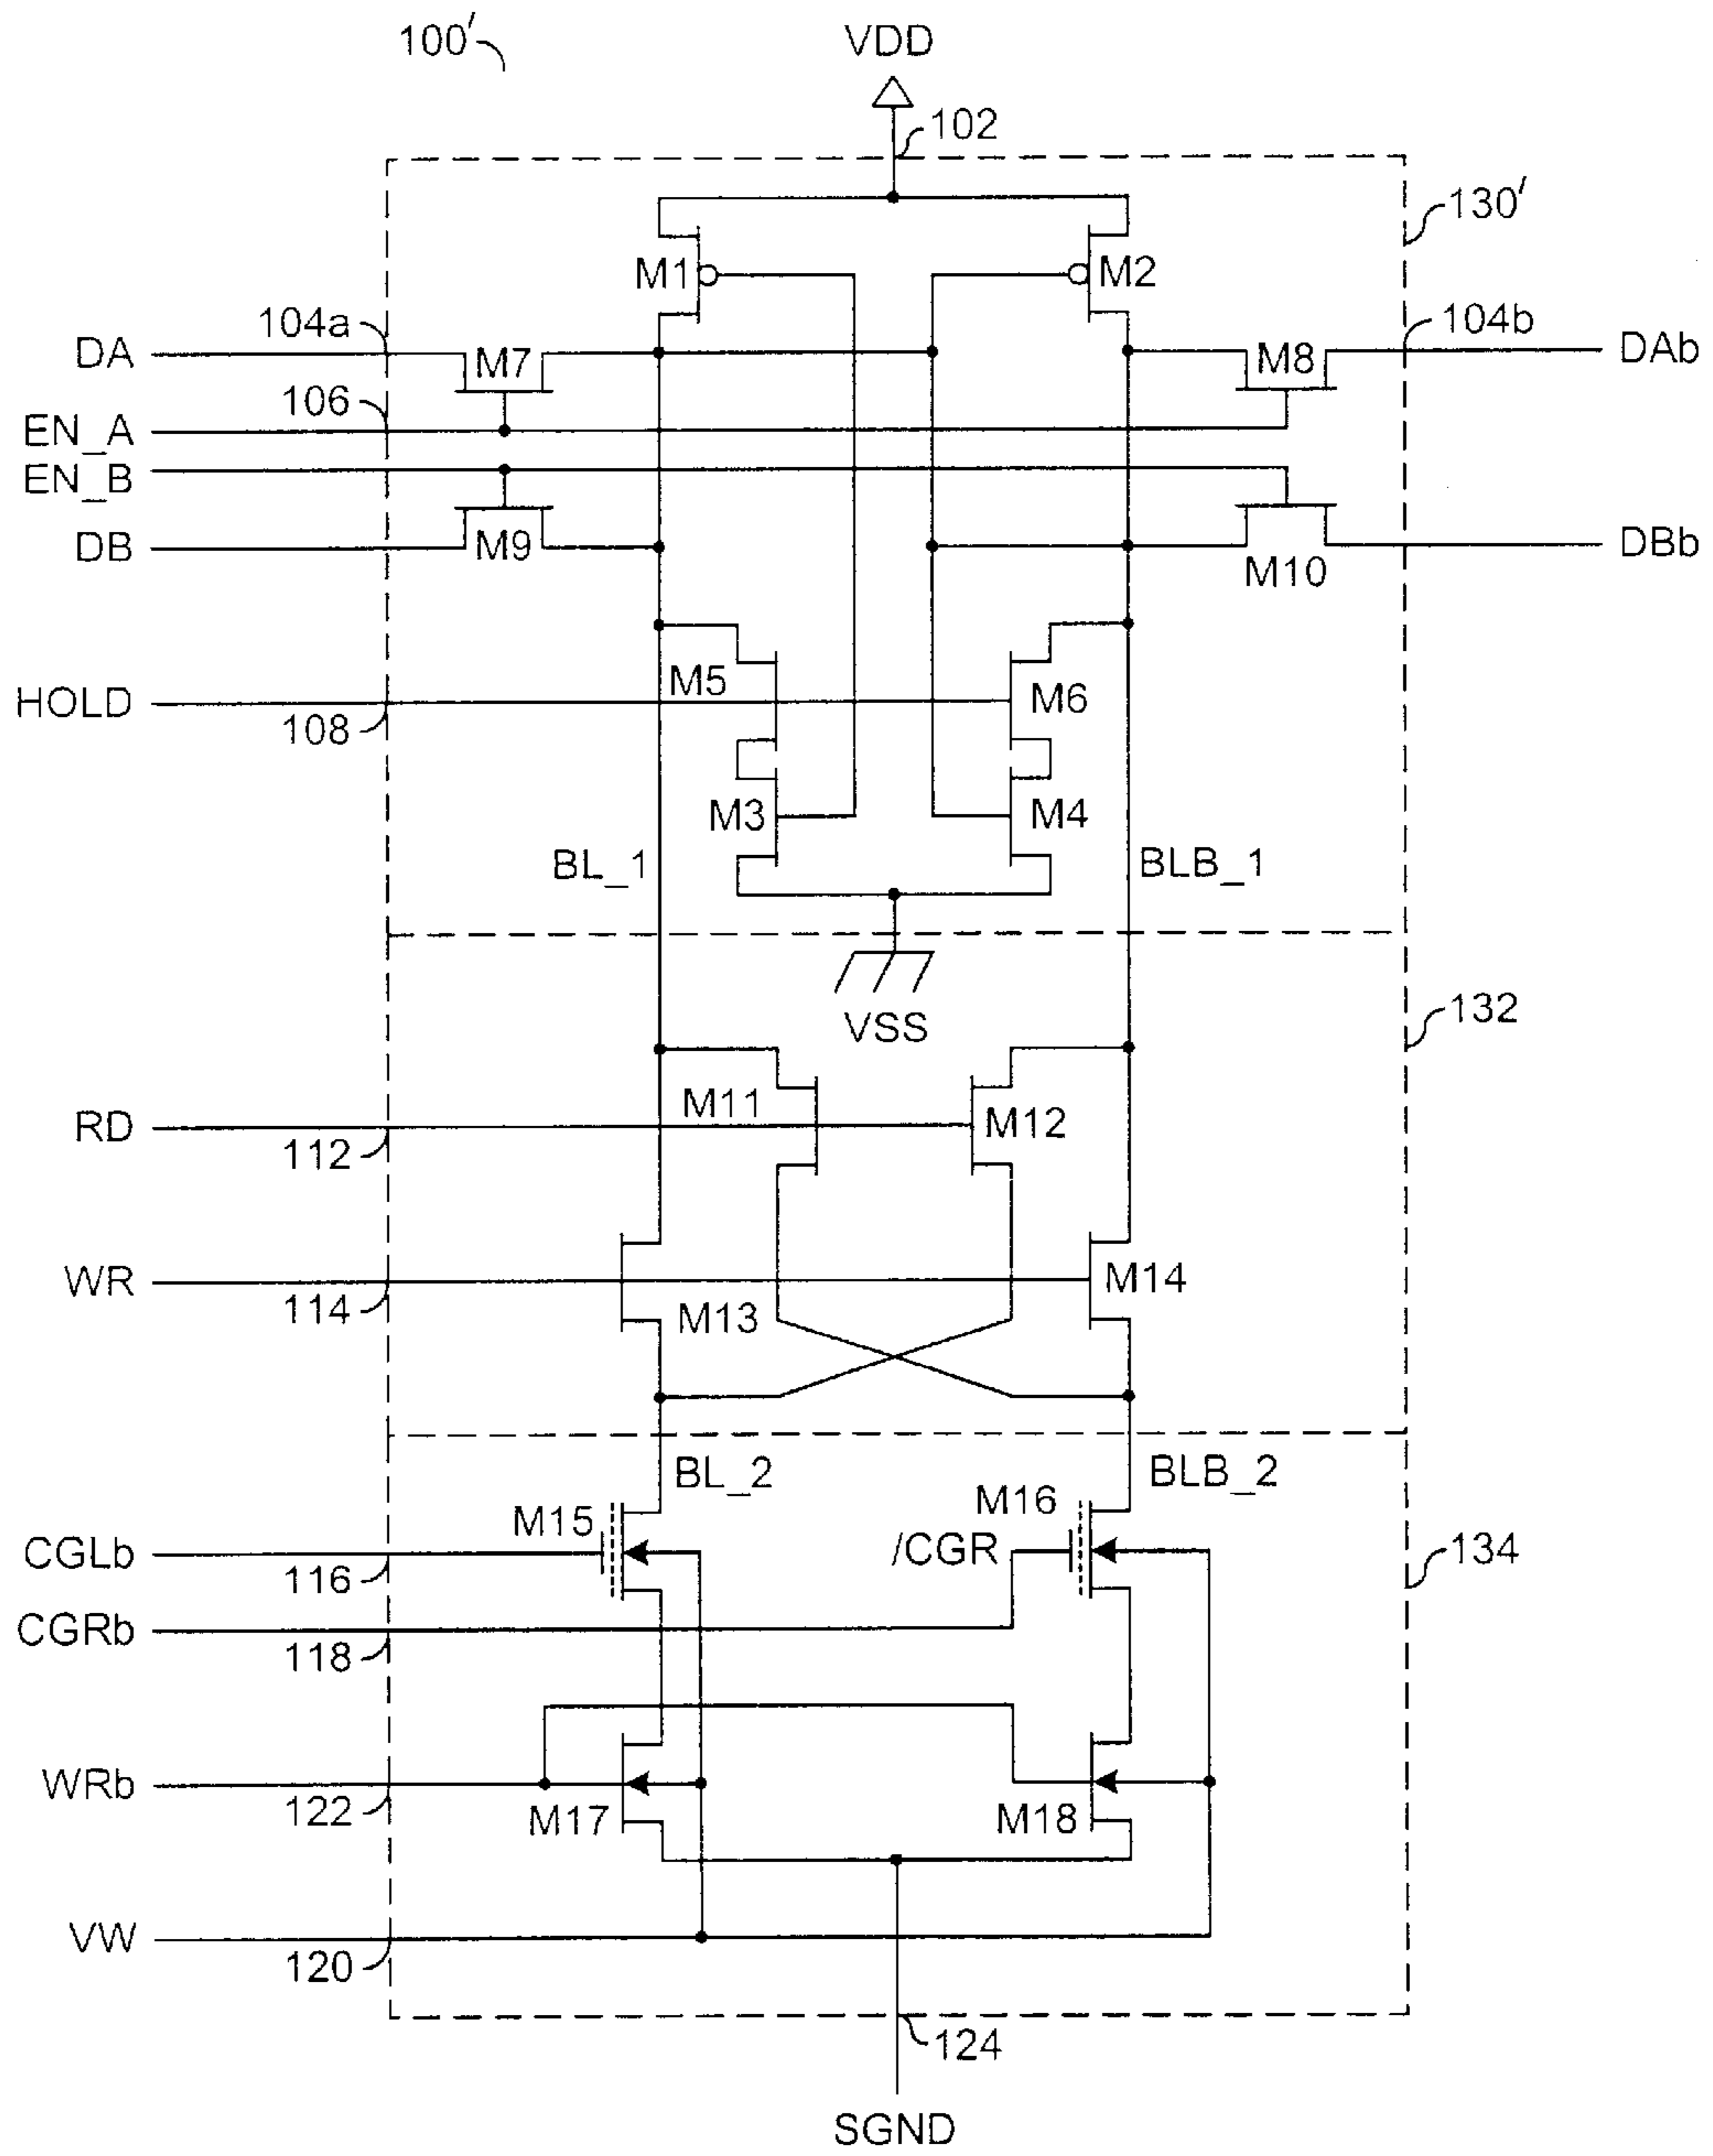 100′
VDD
102
130′
M1
M2
104a
104b
DA
M7
M8
DAb
106
EN_A
EN_B
DB
M9
M10
DBb
M5
M6
HOLD
108
M3
M4
BL_1
BLB_1
VSS
132
M11
M12
RD
112
WR
M14
114
M13
BL_2
BLB_2
M15
M16
CGLb
/CGR
134
116
CGRb
118
WRb
122
M17
M18
VW
120
124
SGND